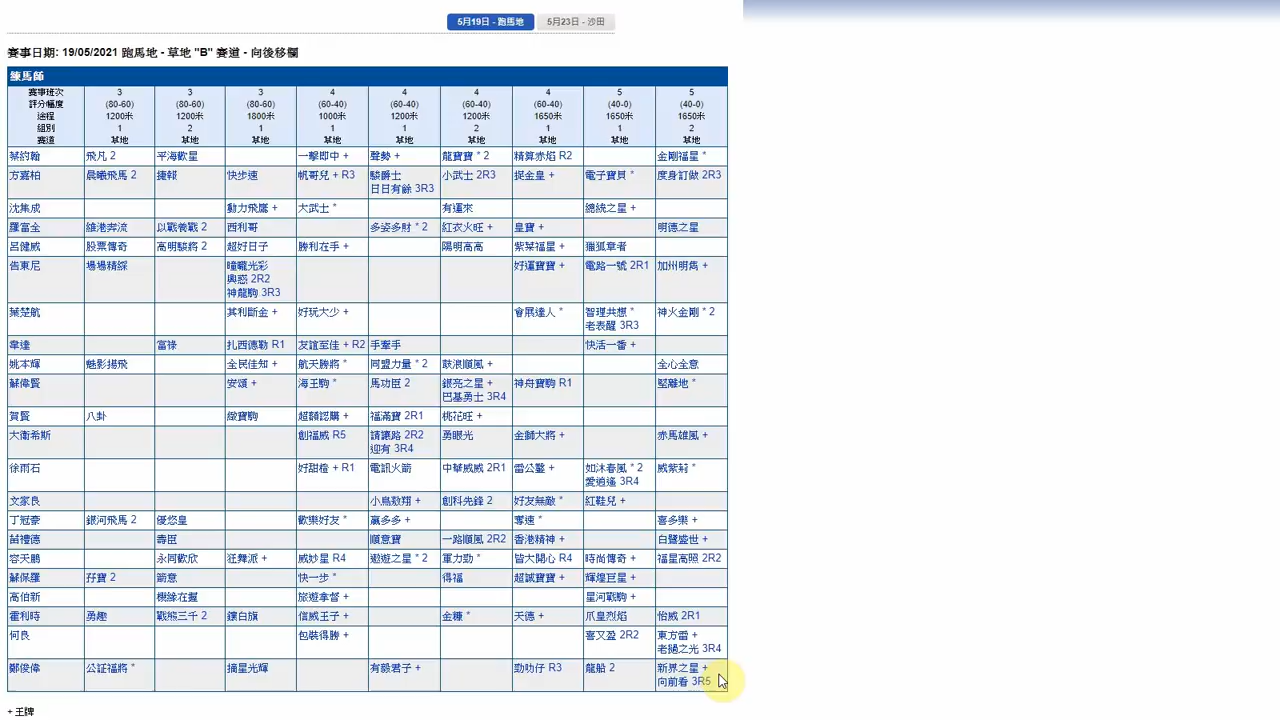 5月19日 - 跑馬地 5月23日 - 沙田
賽事日期: 19/05/2021 跑馬地 - 草地 "B" 賽道 - 向後移欄
練馬師
賽事班次 3 3 3 4 4 4 4 5 5
評分幅度 (80-60) (80-60) (80-60) (60-40) (60-40) (60-40) (60-40) (40-0) (40-0)
途程 1200米 1200米 1800米 1000米 1200米 1200米 1650米 1650米 1650米
組別 1 2 1 1 1 2 1 1 2
賽道 草地 草地 草地 草地 草地 草地 草地 草地 草地
蔡約翰 飛凡 2 平海歡星 一擊即中 + 聲勢 + 龍寶寶 * 2 精算赤焰 R2 金剛福星 *
方嘉柏 晨曦飛馬 2 捷報 快步速 帆哥兒 + R3 駿爵士 小武士 2R3 捉金皇 + 電子寶貝 * 度身訂做 2R3
日日有餘 3R3
沈集成 動力飛鷹 + 大武士 * 有運來 總統之星 +
羅富全 維港奔流 以戰養戰 2 西利哥 多姿多財 * 2 紅衣火旺 + 皇寶 + 明德之星
呂健威 股票傳奇 高明駿將 2 超好日子 勝利在手 + 陽明高高 紫荊福星 + 獵狐章者
告東尼 場場精綵 瞳矓光彩 好運寶寶 + 電路一號 2R1 加州明雋 +
興惑 2R2
神龍駒 3R3
葉楚航 其利斷金 + 好玩大少 + 會展達人 * 智理共想 * 神火金剛 * 2
老表醒 3R3
韋達 富祿 扎西德勒 R1 友誼至佳 + R2 手牽手 快活一番 +
姚本輝 魅影揚飛 全民佳知 + 航天勝將 * 同盟力量 * 2 鼓浪順風 + 全心全意
蘇偉賢 安頌 + 海王駒 * 馬功臣 2 銀亮之星 + 神舟寶駒 R1 堅離地 *
巴基勇士 3R4
賀賢 八卦 緻寶駒 超額認購 + 福滿寶 2R1 桃花旺 +
大衛希斯 創福威 R5 請讓路 2R2 勇眼光 金獅大將 + 赤馬雄風 +
迎有 3R4
徐雨石 好甜橙 + R1 電訊火箭 中華威威 2R1 雷公鑿 + 如沐春風 * 2 威紫荊 *
愛逍遙 3R4
文家良 小鳥敖翔 + 創科先鋒 2 好友無敵 * 紅鞋兒 +
丁冠豪 銀河飛馬 2 優悠皇 歡樂好友 * 贏多多 + 奪速 * 喜多樂 +
苗禮德 壽臣 順意寶 一路順風 2R2 香港精神 + 白鷺盛世 +
容天鵬 永同歡欣 狂舞派 + 威妙星 R4 遨遊之星 * 2 軍力勁 * 皆大開心 R4 時尚傳奇 + 福星高照 2R2
蘇保羅 孖寶 2 箭意 快一步 * 得福 超誠寶寶 + 輝煌巨星 +
高伯新 機緣在握 旅遊拿督 + 星河戰駒 +
霍利時 勇趣 戰熊三千 2 鑲白旗 信威王子 + 金糠 * 天德 + 爪皇烈焰 怡威 2R1
何良 包裝得勝 + 喜又盈 2R2 東方雷 +
老撾之光 3R4
鄭俊偉 公証福將 * 摘星光輝 有毅君子 + 勁叻仔 R3 龍船 2 新界之星 +
向前看 3R5
+ 王牌